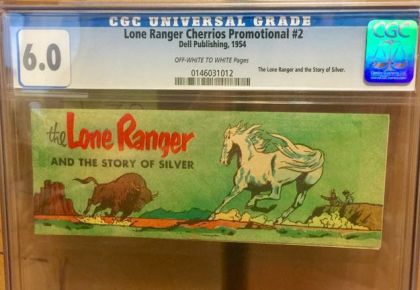 CGC UNIVERSAL GRADE
6.0
Lone Ranger Cherrios Promotional #2
Dell Publishing, 1954
OFF-WHITE TO WHITE Pages
The Lone Ranger and the Story of Silver.
0146031012
CGC
the Lone Ranger
AND THE STORY OF SILVER